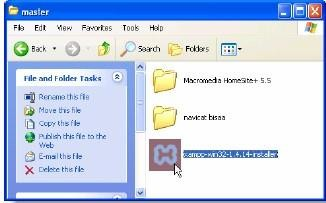 master
File Edit View Favorites Tools Help
Back Search Folders
File and Folder Tasks
Rename this file
Move this file
Copy this file
Publish this file to the
Web
E-mail this file
Delete this file
Macromedia HomeSite+ 5.5
navicat bisaa
xampp-win32-1.4.14-installer